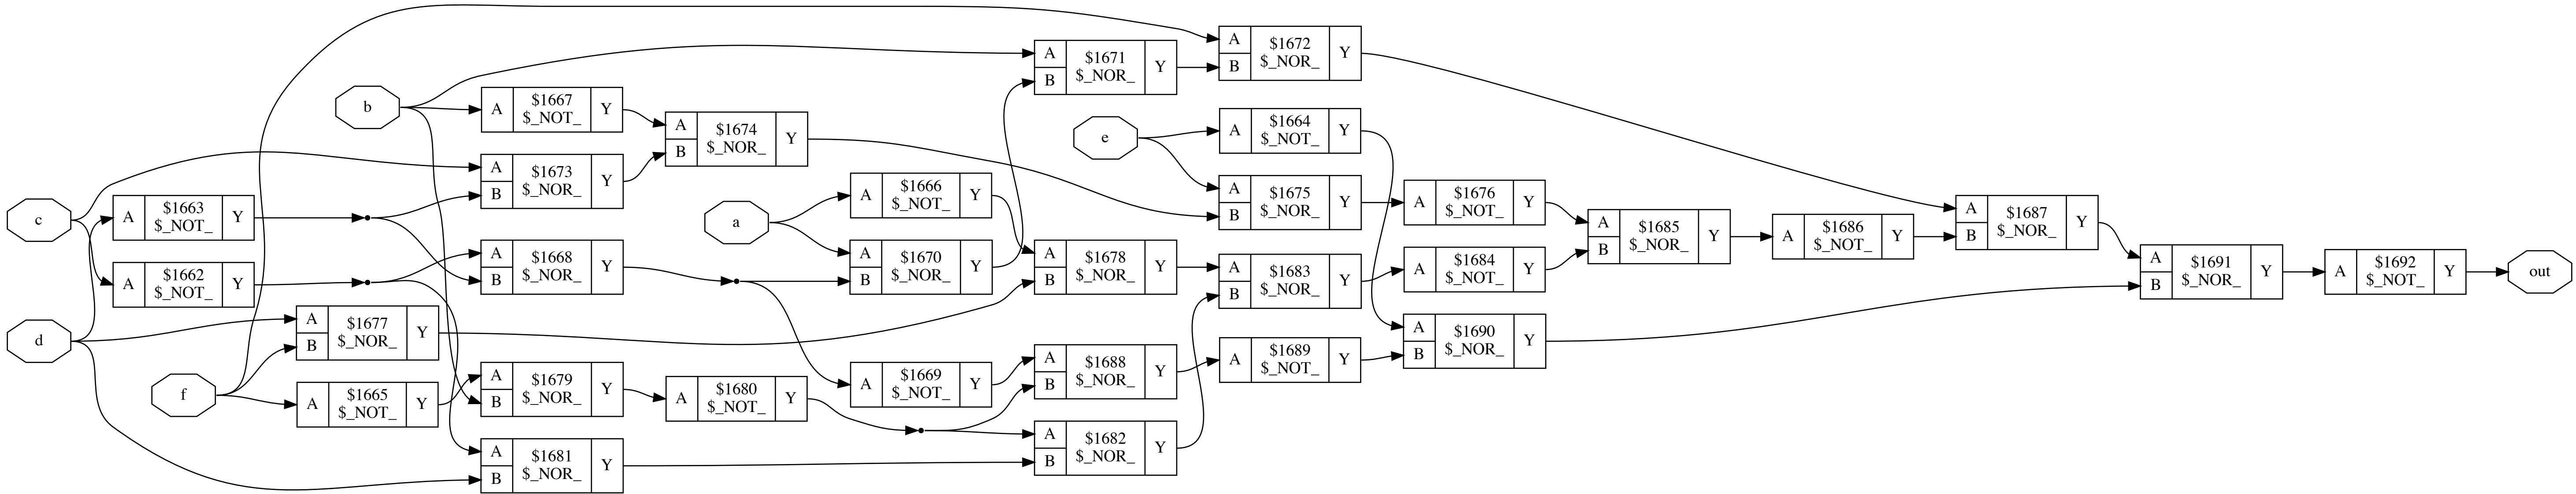 c
d
f
b
a
e
out
A
$1663
$_NOT_
Y
A
$1662
$_NOT_
Y
A
B
$1677
$_NOR_
Y
A
$1665
$_NOT_
Y
A
$1667
$_NOT_
Y
A
B
$1673
$_NOR_
Y
A
B
$1668
$_NOR_
Y
A
B
$1679
$_NOR_
Y
A
B
$1681
$_NOR_
Y
A
B
$1674
$_NOR_
Y
A
$1680
$_NOT_
Y
A
$1666
$_NOT_
Y
A
B
$1670
$_NOR_
Y
A
$1669
$_NOT_
Y
A
B
$1671
$_NOR_
Y
A
B
$1678
$_NOR_
Y
A
B
$1688
$_NOR_
Y
A
B
$1682
$_NOR_
Y
A
B
$1672
$_NOR_
Y
A
$1664
$_NOT_
Y
A
B
$1675
$_NOR_
Y
A
B
$1683
$_NOR_
Y
A
$1689
$_NOT_
Y
A
$1676
$_NOT_
Y
A
$1684
$_NOT_
Y
A
B
$1690
$_NOR_
Y
A
B
$1685
$_NOR_
Y
A
$1686
$_NOT_
Y
A
B
$1687
$_NOR_
Y
A
B
$1691
$_NOR_
Y
A
$1692
$_NOT_
Y